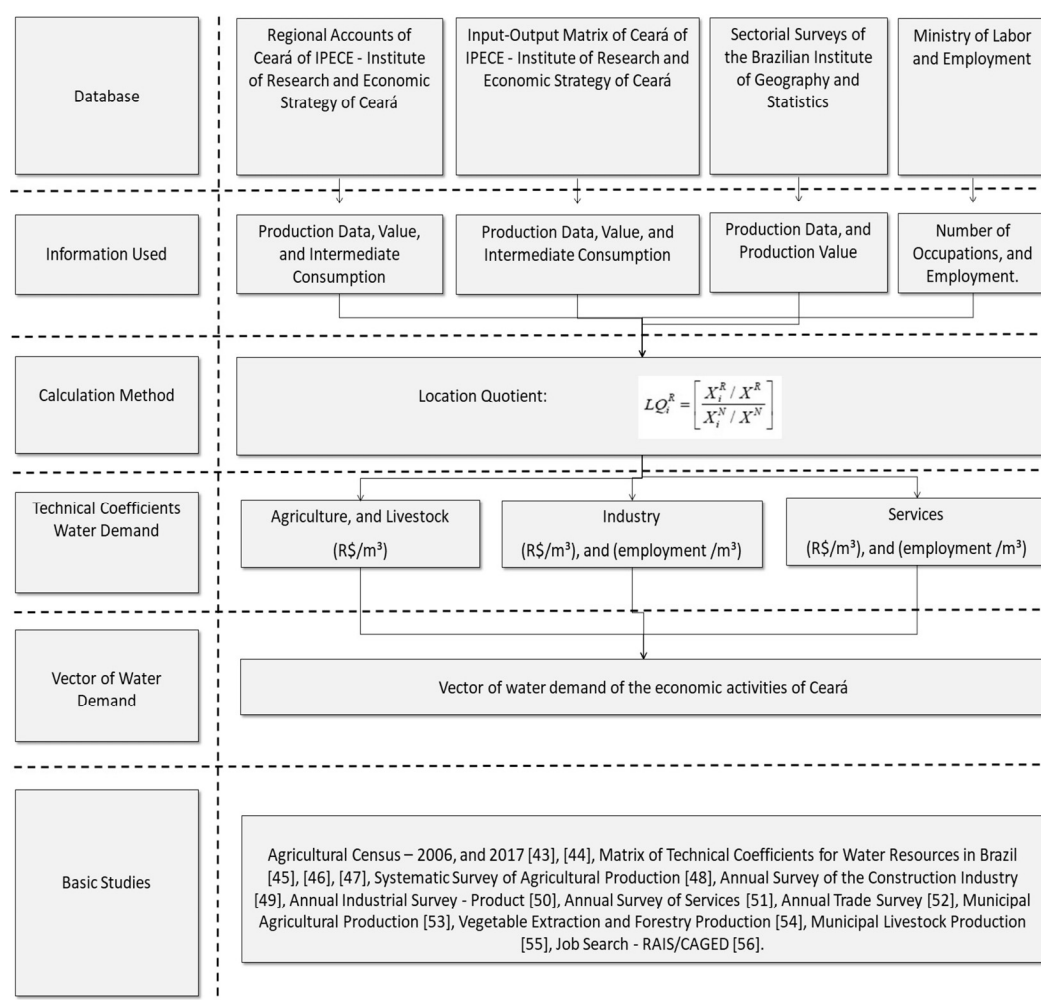 Database
Regional Accounts of
Ceará of IPECE - Institute
of Research and Economic
Strategy of Ceará
Input-Output Matrix of Ceará of
IPECE - Institute of Research and
Economic Strategy of Ceará
Sectorial Surveys of
the Brazilian Institute
of Geography and
Statistics
Ministry of Labor
and Employment
Information Used
Production Data, Value,
and Intermediate
Consumption
Production Data, Value, and
Intermediate Consumption
Production Data, and
Production Value
Number of
Occupations, and
Employment.
Calculation Method
Location Quotient:
LQ_i^R = [ (X_i^R / X^R) / (X_i^N / X^N) ]
Technical Coefficients
Water Demand
Agriculture, and Livestock
(R$/m³)
Industry
(R$/m³), and (employment /m³)
Services
(R$/m³), and (employment /m³)
Vector of Water
Demand
Vector of water demand of the economic activities of Ceará
Basic Studies
Agricultural Census – 2006, and 2017 [43], [44], Matrix of Technical Coefficients for Water Resources in Brazil
[45], [46], [47], Systematic Survey of Agricultural Production [48], Annual Survey of the Construction Industry
[49], Annual Industrial Survey - Product [50], Annual Survey of Services [51], Annual Trade Survey [52], Municipal
Agricultural Production [53], Vegetable Extraction and Forestry Production [54], Municipal Livestock Production
[55], Job Search - RAIS/CAGED [56].